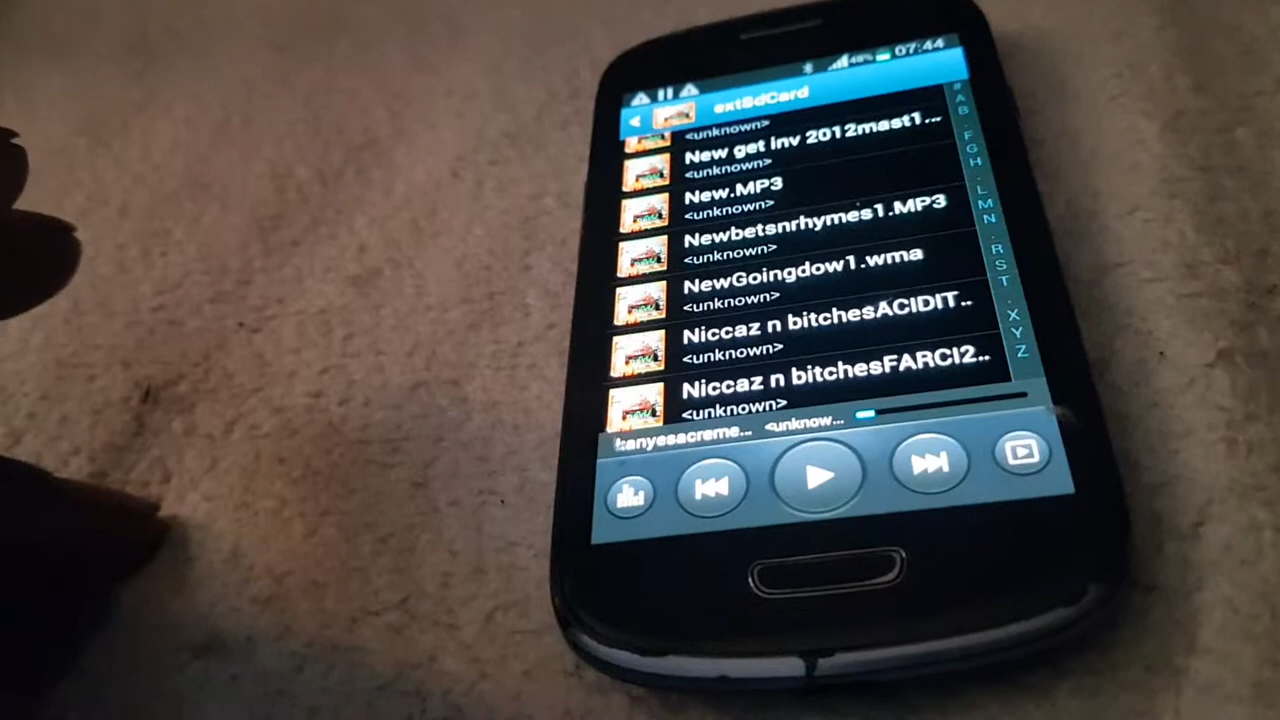 48% 07:44
extSdCard
<unknown>
New get inv 2012mast1...
<unknown>
New.MP3
<unknown>
Newbetsnrhymes1.MP3
<unknown>
NewGoingdow1.wma
<unknown>
Niccaz n bitchesACIDIT..
<unknown>
Niccaz n bitchesFARCI2..
<unknown>
kanyesacreme... <unknow...
#
A
B
.
F
G
H
.
L
M
N
.
R
S
T
.
X
Y
Z